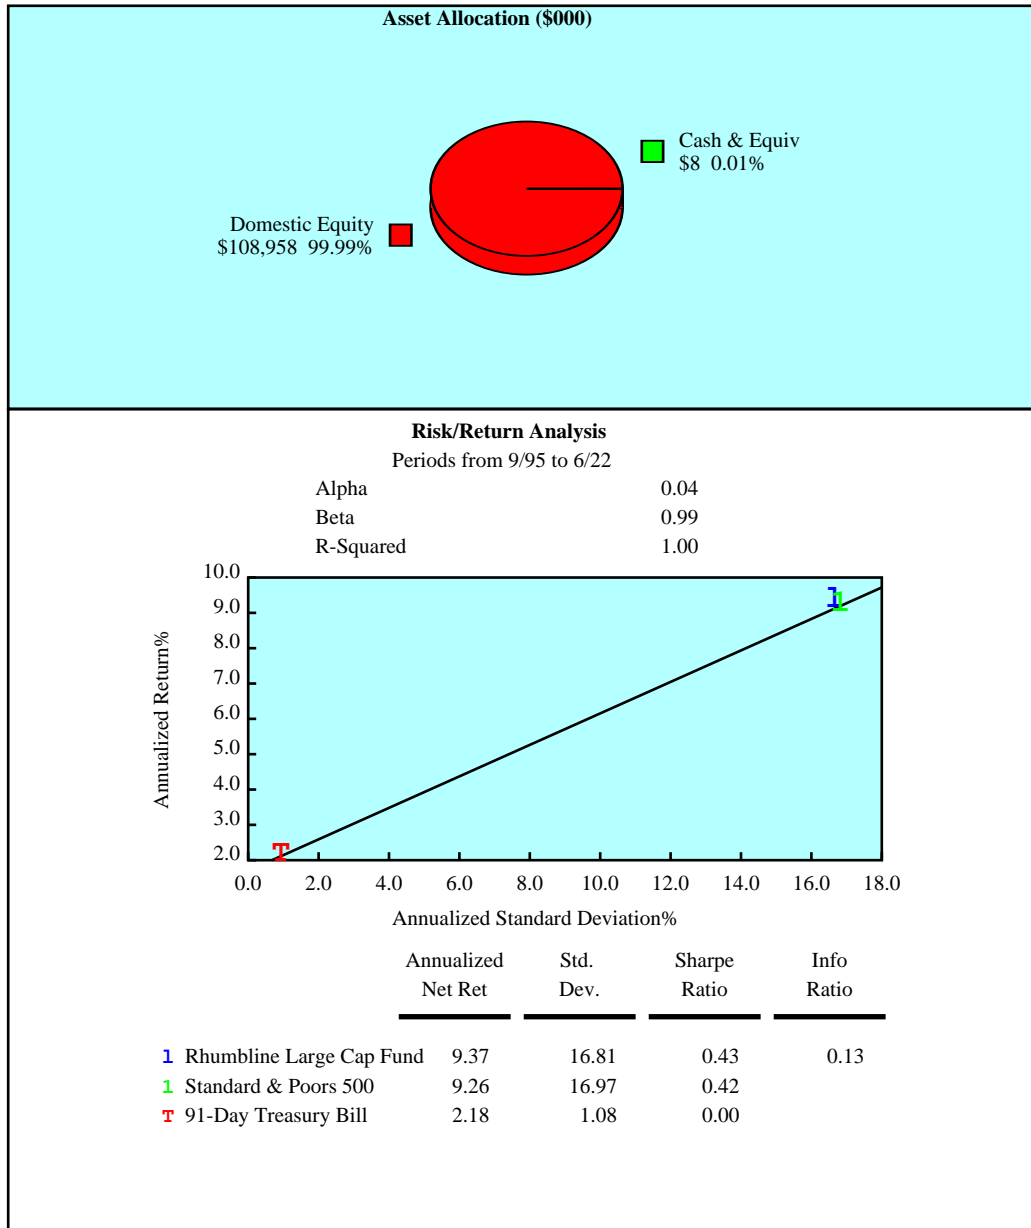 Asset Allocation ($000)
Cash & Equiv
$8 0.01%
Domestic Equity
$108,958 99.99%
Risk/Return Analysis
Periods from 9/95 to 6/22
Alpha 0.04
Beta 0.99
R-Squared 1.00
10.0
9.0
8.0
7.0
6.0
5.0
4.0
3.0
2.0
Annualized Return%
1
1
T
0.0 2.0 4.0 6.0 8.0 10.0 12.0 14.0 16.0 18.0
Annualized Standard Deviation%
Annualized Std. Sharpe Info
Net Ret Dev. Ratio Ratio
1 Rhumbline Large Cap Fund 9.37 16.81 0.43 0.13
1 Standard & Poors 500 9.26 16.97 0.42
T 91-Day Treasury Bill 2.18 1.08 0.00